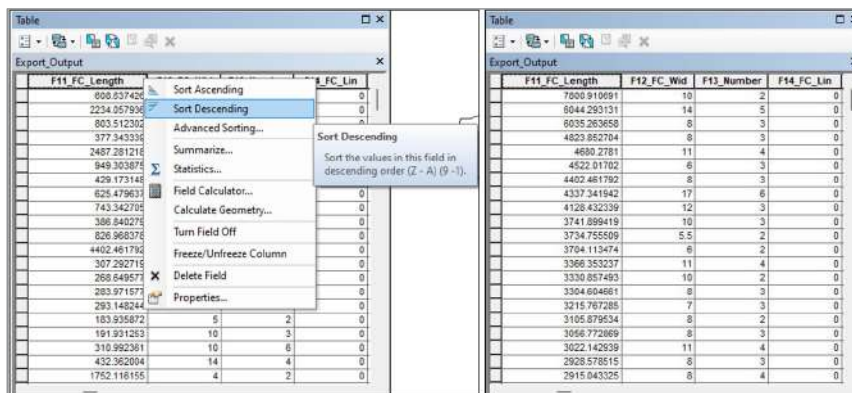 Table
Export_Output
F11_FC_Length F14_FC_Lin
608.637426 0
2234.057936 0
803.512302 0
377.343339 0
2487.281218 0
949.303875 0
429.173148 0
625.479637 0
743.342705 0
386.840275 0
826.968378 0
4402.461792 0
307.292719 0
268.649577 0
283.971577 0
293.148244 0
183.935872 5 2 0
191.931253 10 3 0
310.992361 10 6 0
432.362004 14 4 0
1752.116155 4 2 0
Sort Ascending
Sort Descending
Advanced Sorting...
Summarize...
Statistics...
Field Calculator...
Calculate Geometry...
Turn Field Off
Freeze/Unfreeze Column
Delete Field
Properties...
Sort Descending
Sort the values in this field in
descending order (Z - A) (9 -1).
Table
Export_Output
F11_FC_Length F12_FC_Wid F13_Number F14_FC_Lin
7800.910691 10 2 0
6044.293131 14 5 0
6035.263658 8 3 0
4823.852704 8 3 0
4680.2781 11 4 0
4522.01702 6 3 0
4402.461792 8 3 0
4337.341942 17 6 0
4128.432339 12 3 0
3741.899419 10 3 0
3734.755509 5.5 2 0
3704.113474 6 2 0
3366.353237 11 4 0
3330.857493 10 2 0
3304.604661 8 3 0
3215.767285 7 3 0
3105.879534 8 2 0
3056.772869 8 3 0
3022.142939 11 4 0
2928.578515 8 3 0
2915.043325 8 4 0